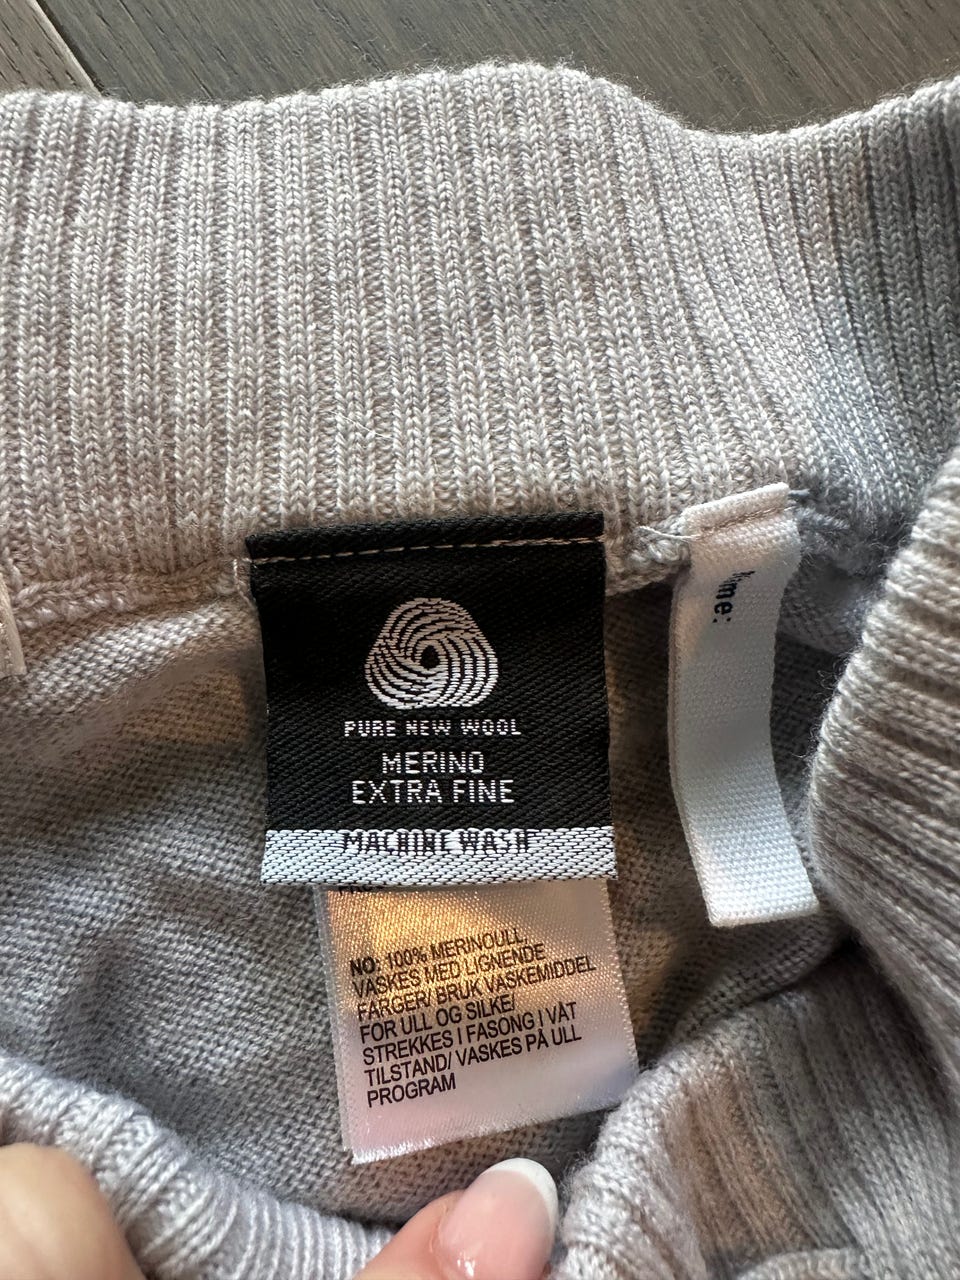 PURE NEW WOOL
MERINO
EXTRA FINE
MACHINE WASH
NO: 100% MERINOULL
VASKES MED LIGNENDE
FARGER/ BRUK VASKEMIDDEL
FOR ULL OG SILKE/
STREKKES I FASONG I VÅT
TILSTAND/ VASKES PÅ ULL
PROGRAM